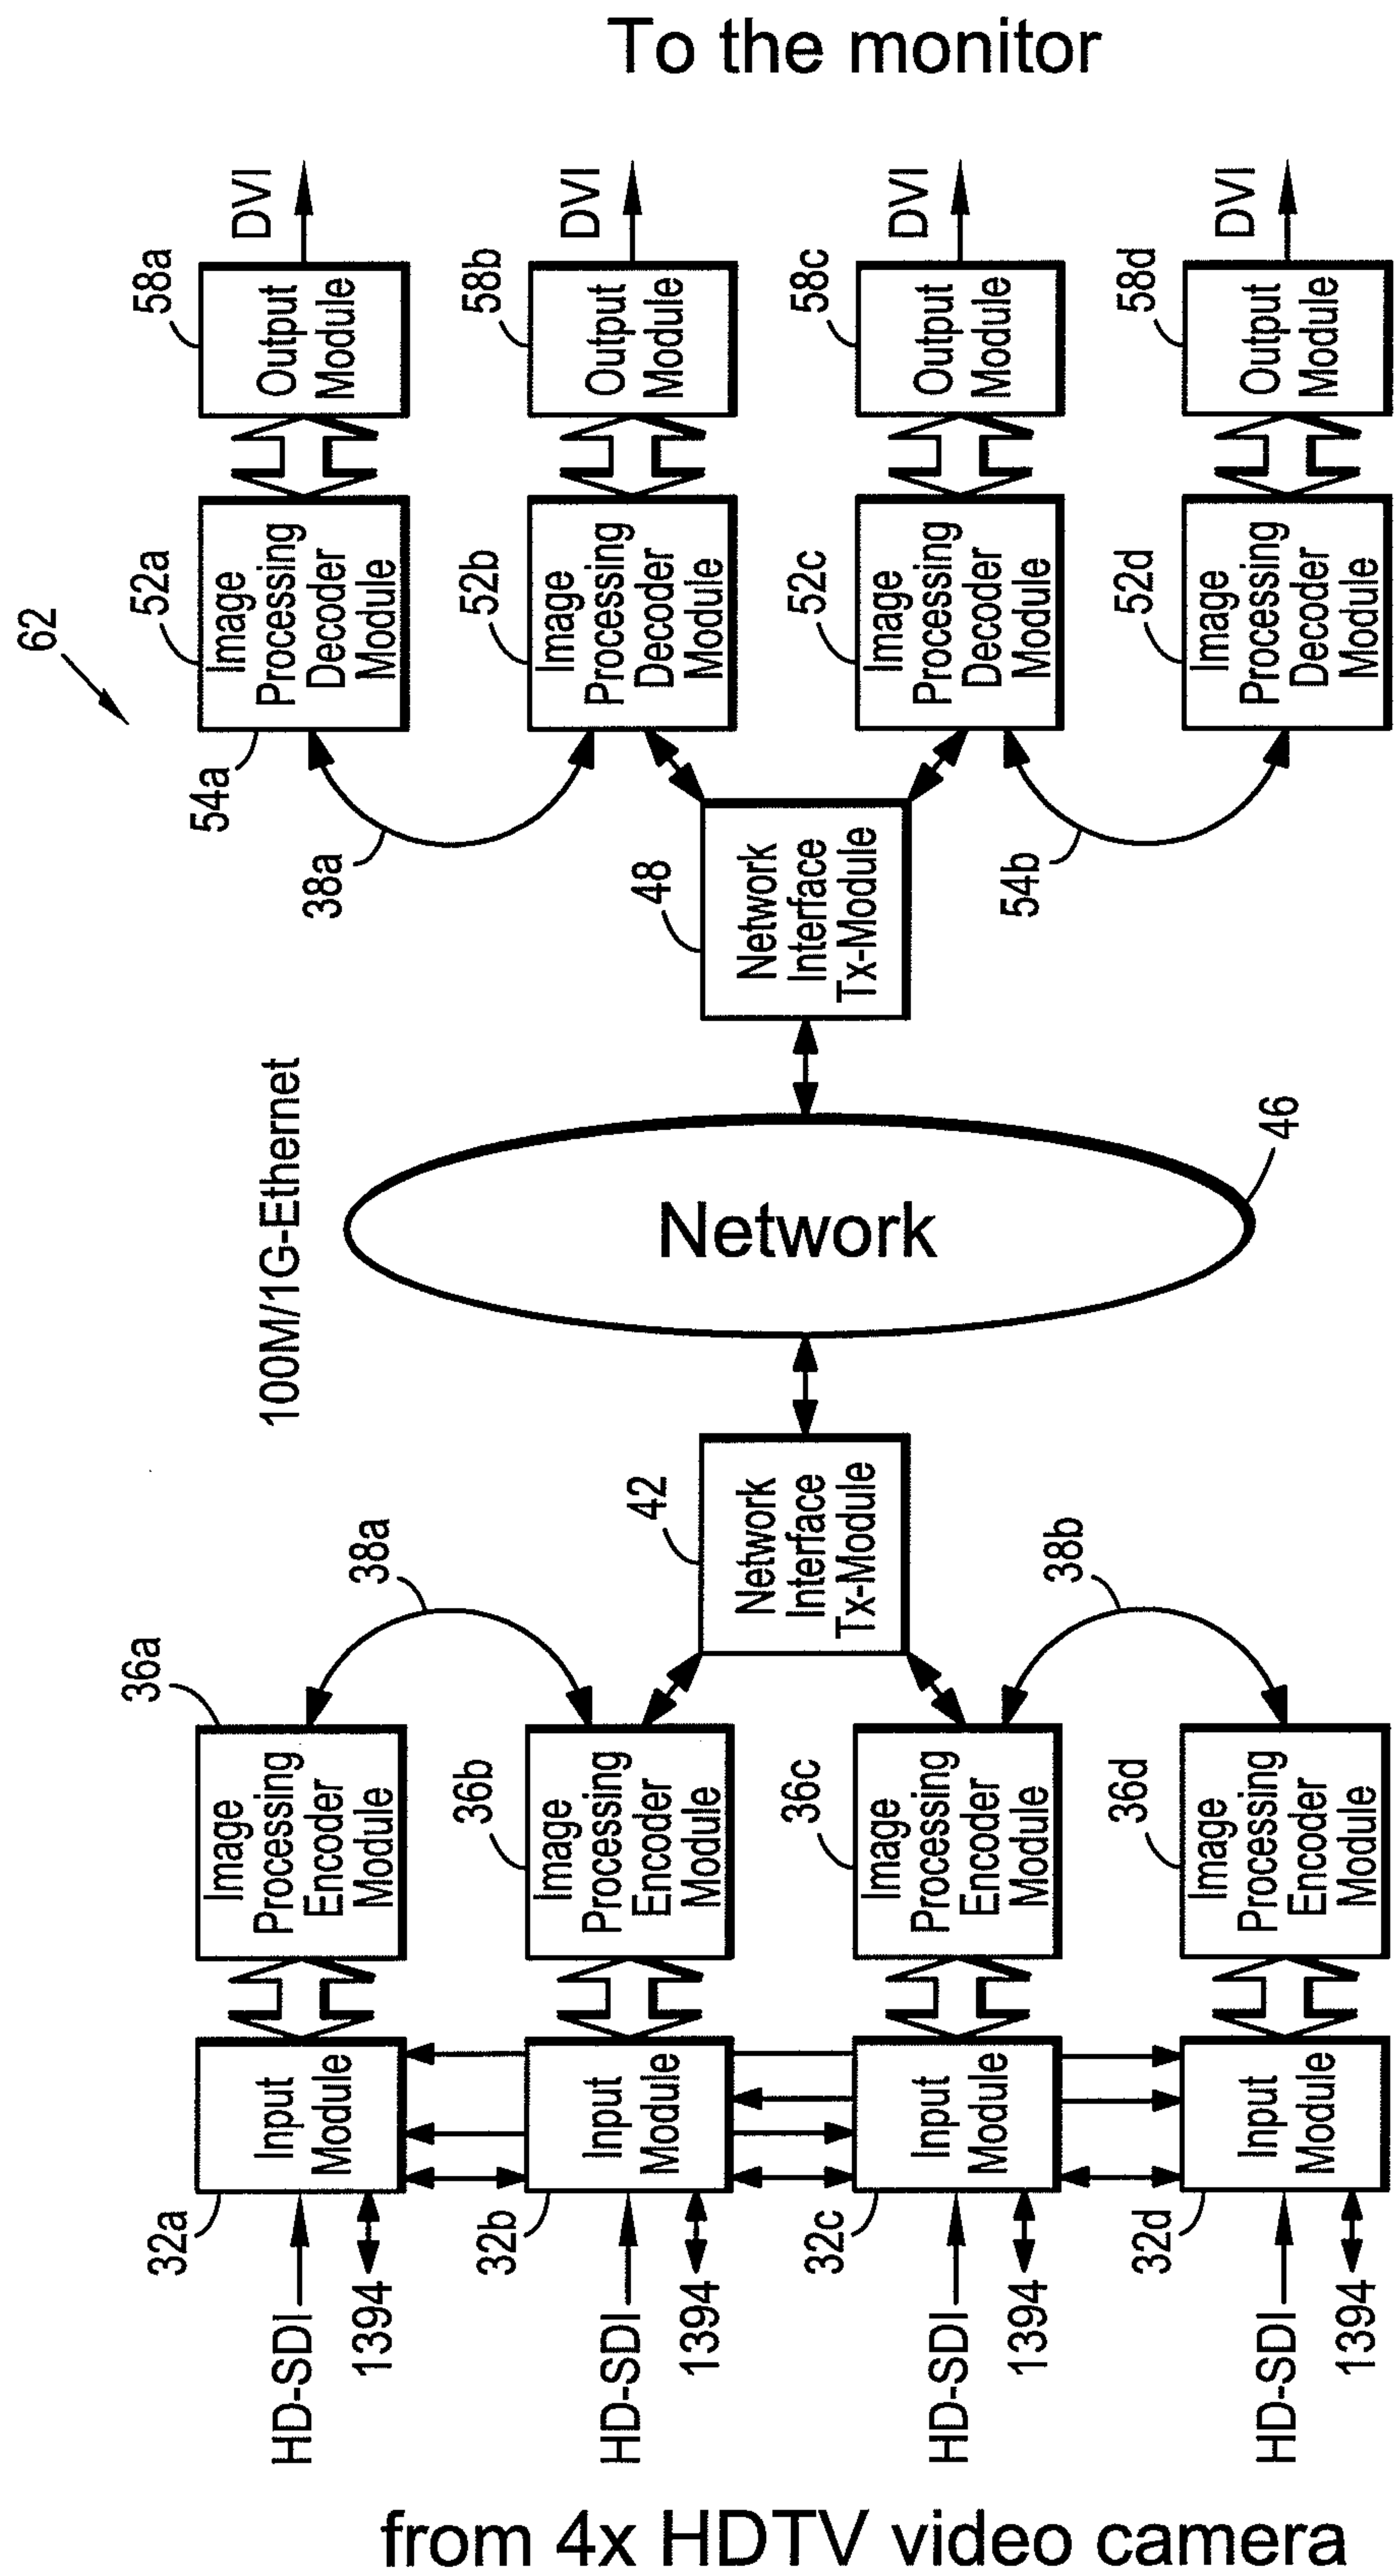 To the monitor
62
58a
Output
Module
DVI
58b
Output
Module
DVI
58c
Output
Module
DVI
58d
Output
Module
DVI
52a
Image
Processing
Decoder
Module
54a
52b
Image
Processing
Decoder
Module
52c
Image
Processing
Decoder
Module
52d
Image
Processing
Decoder
Module
38a
48
Network
Interface
Tx-Module
54b
100M/1G-Ethernet
Network
46
38a
42
Network
Interface
Tx-Module
38b
36a
Image
Processing
Encoder
Module
36b
Image
Processing
Encoder
Module
36c
Image
Processing
Encoder
Module
36d
Image
Processing
Encoder
Module
32a
Input
Module
32b
Input
Module
32c
Input
Module
32d
Input
Module
HD-SDI
1394
HD-SDI
1394
HD-SDI
1394
HD-SDI
1394
from 4x HDTV video camera